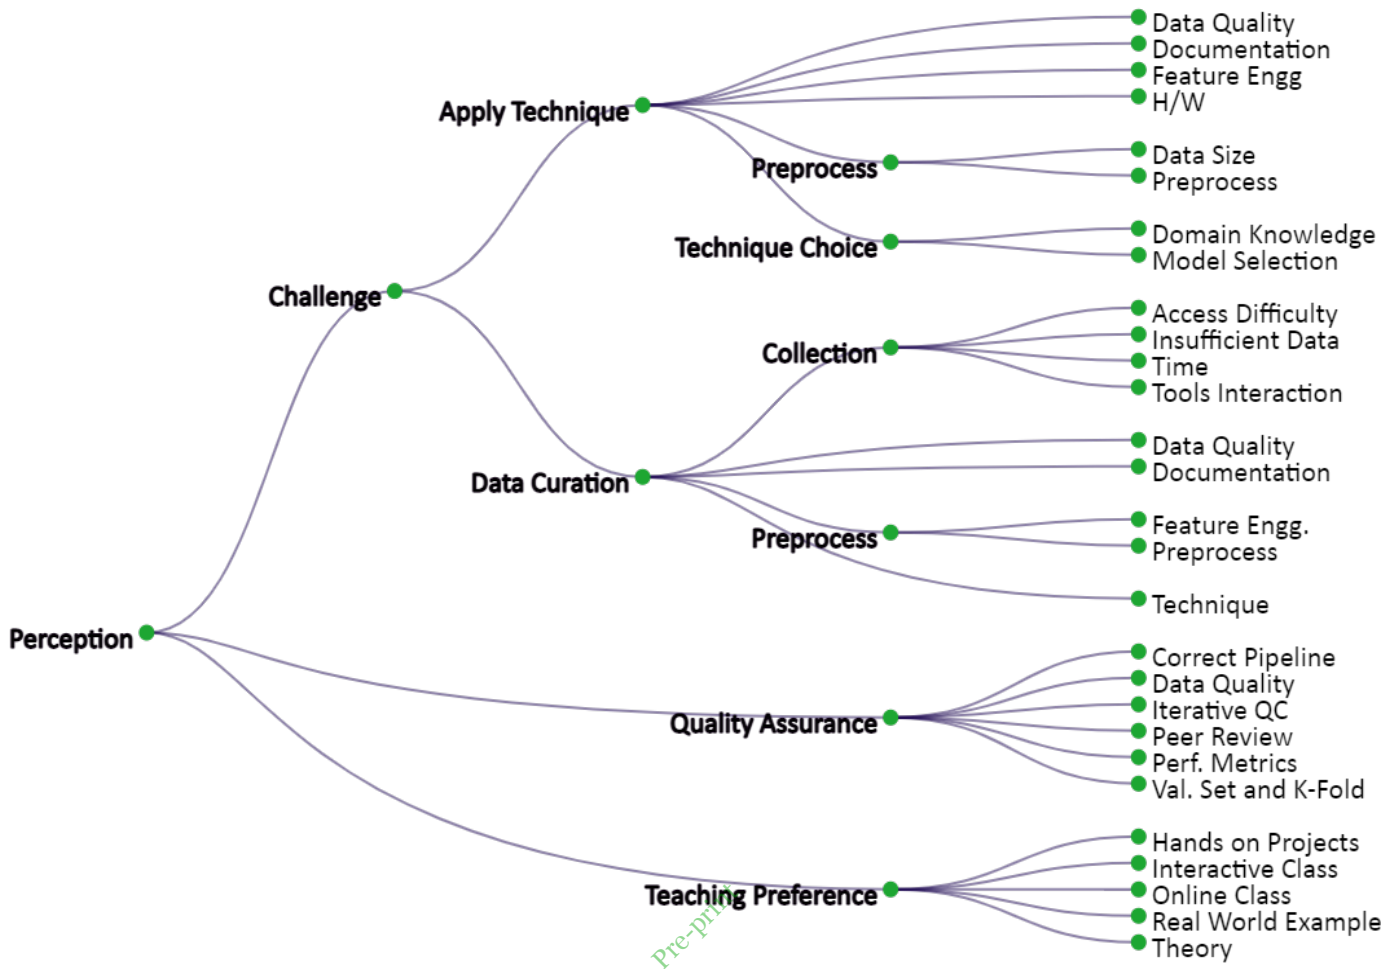 Data Quality
Documentation
Feature Engg
H/W
Apply Technique
Data Size
Preprocess
Preprocess
Domain Knowledge
Technique Choice
Model Selection
Challenge
Access Difficulty
Insufficient Data
Collection
Time
Tools Interaction
Data Quality
Documentation
Data Curation
Feature Engg.
Preprocess
Preprocess
Technique
Perception
Correct Pipeline
Data Quality
Iterative QC
Quality Assurance
Peer Review
Perf. Metrics
Val. Set and K-Fold
Hands on Projects
Interactive Class
Teaching Preference
Online Class
Real World Example
Theory
Pre-print